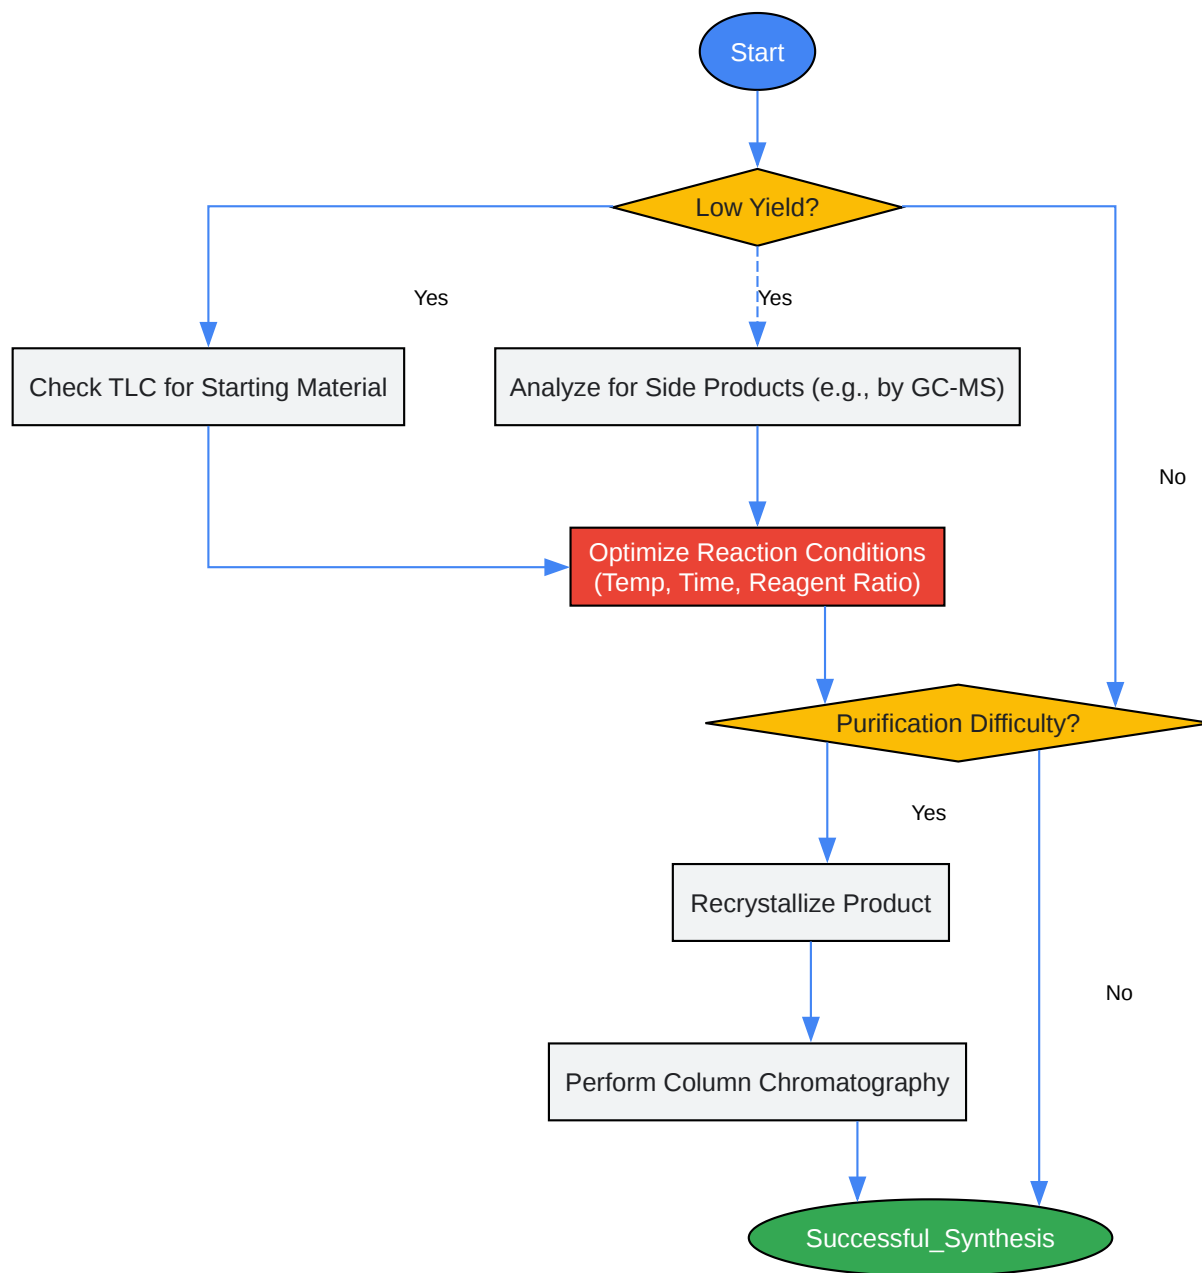 Start
Low Yield?
Yes
Yes
Check TLC for Starting Material
Analyze for Side Products (e.g., by GC-MS)
No
Optimize Reaction Conditions
(Temp, Time, Reagent Ratio)
Purification Difficulty?
Yes
Recrystallize Product
No
Perform Column Chromatography
Successful_Synthesis